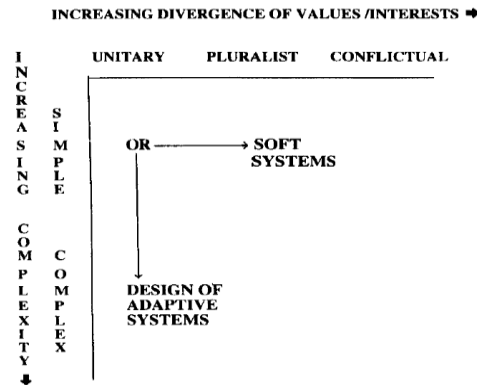 INCREASING DIVERGENCE OF VALUES /INTERESTS ➡
UNITARY PLURALIST CONFLICTUAL
INCREASING COMPLEXITY ⬇
SIMPLE COMPLEX
OR → SOFT
SYSTEMS
DESIGN OF
ADAPTIVE
SYSTEMS